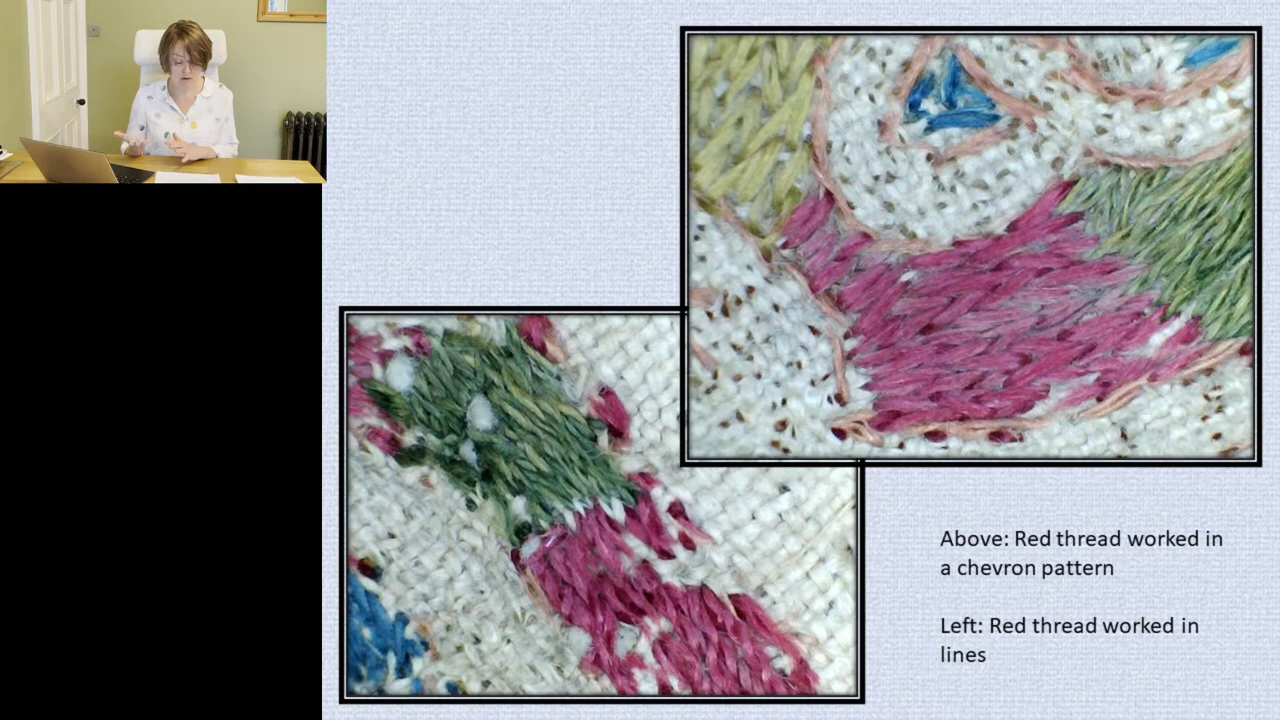 Above: Red thread worked in
a chevron pattern
Left: Red thread worked in
lines